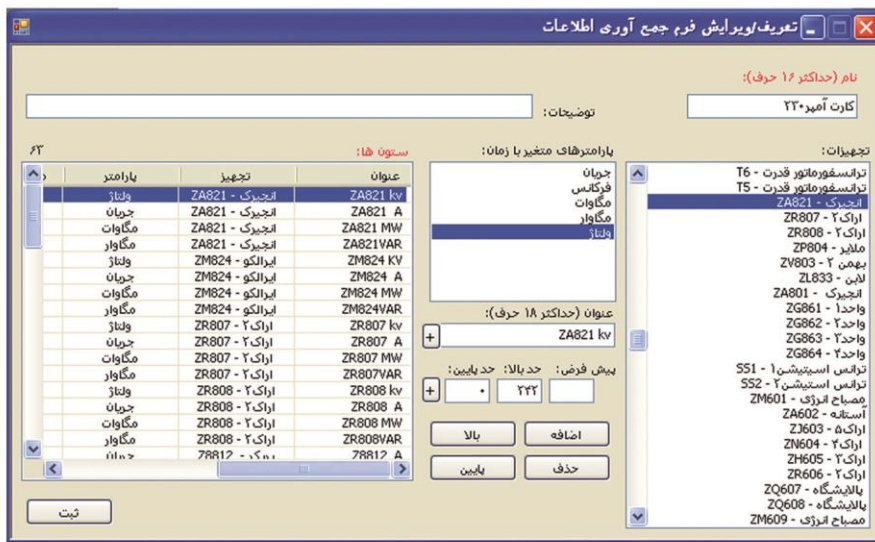 تعریف/ویرایش فرم جمع آوری اطلاعات
نام (حداکثر ۱۶ حرف):
کارت آمپر۲۳۰
توضیحات:
تجهیزات:
ترانسفورماتور قدرت - T6
ترانسفورماتور قدرت - T5
انجیرک - ZA821
اراک۲ - ZR807
اراک۲ - ZR808
ملایر - ZP804
بهمن ۲ - ZV803
لاین - ZL833
انجیرک - ZA801
واحد۱ - ZG861
واحد۲ - ZG862
واحد۳ - ZG863
واحد۴ - ZG864
ترانس اسیتیشن۱ - SS1
ترانس استیشن۲ - SS2
مصباح انرژی - ZM601
آستانه - ZA602
اراک۵ - ZJ603
اراک۴ - ZN604
اراک۲ - ZH605
اراک۲ - ZR606
پالایشگاه - ZQ607
پالایشگاه - ZQ608
مصباح انرژی - ZM609
پارامترهای متغیر با زمان:
جریان
فرکانس
مگاوات
مگاوار
ولتاژ
عنوان (حداکثر ۱۸ حرف):
ZA821 kv
+
پیش فرض: حد بالا: حد پایین:
۲۴۲ ۰ +
اضافه بالا
حذف پایین
ستون ها: ۶۳
عنوان تجهیز پارامتر
ZA821 kv انجیرک - ZA821 ولتاژ
ZA821 A انجیرک - ZA821 جریان
ZA821 MW انجیرک - ZA821 مگاوات
ZA821VAR انجیرک - ZA821 مگاوار
ZM824 KV ایرالکو - ZM824 ولتاژ
ZM824 A ایرالکو - ZM824 جریان
ZM824 MW ایرالکو - ZM824 مگاوات
ZM824VAR ایرالکو - ZM824 مگاوار
ZR807 kv اراک۲ - ZR807 ولتاژ
ZR807 A اراک۲ - ZR807 جریان
ZR807 MW اراک۲ - ZR807 مگاوات
ZR807VAR اراک۲ - ZR807 مگاوار
ZR808 kv اراک۲ - ZR808 ولتاژ
ZR808 A اراک۲ - ZR808 جریان
ZR808 MW اراک۲ - ZR808 مگاوات
ZR808VAR اراک۲ - ZR808 مگاوار
جریان
ثبت